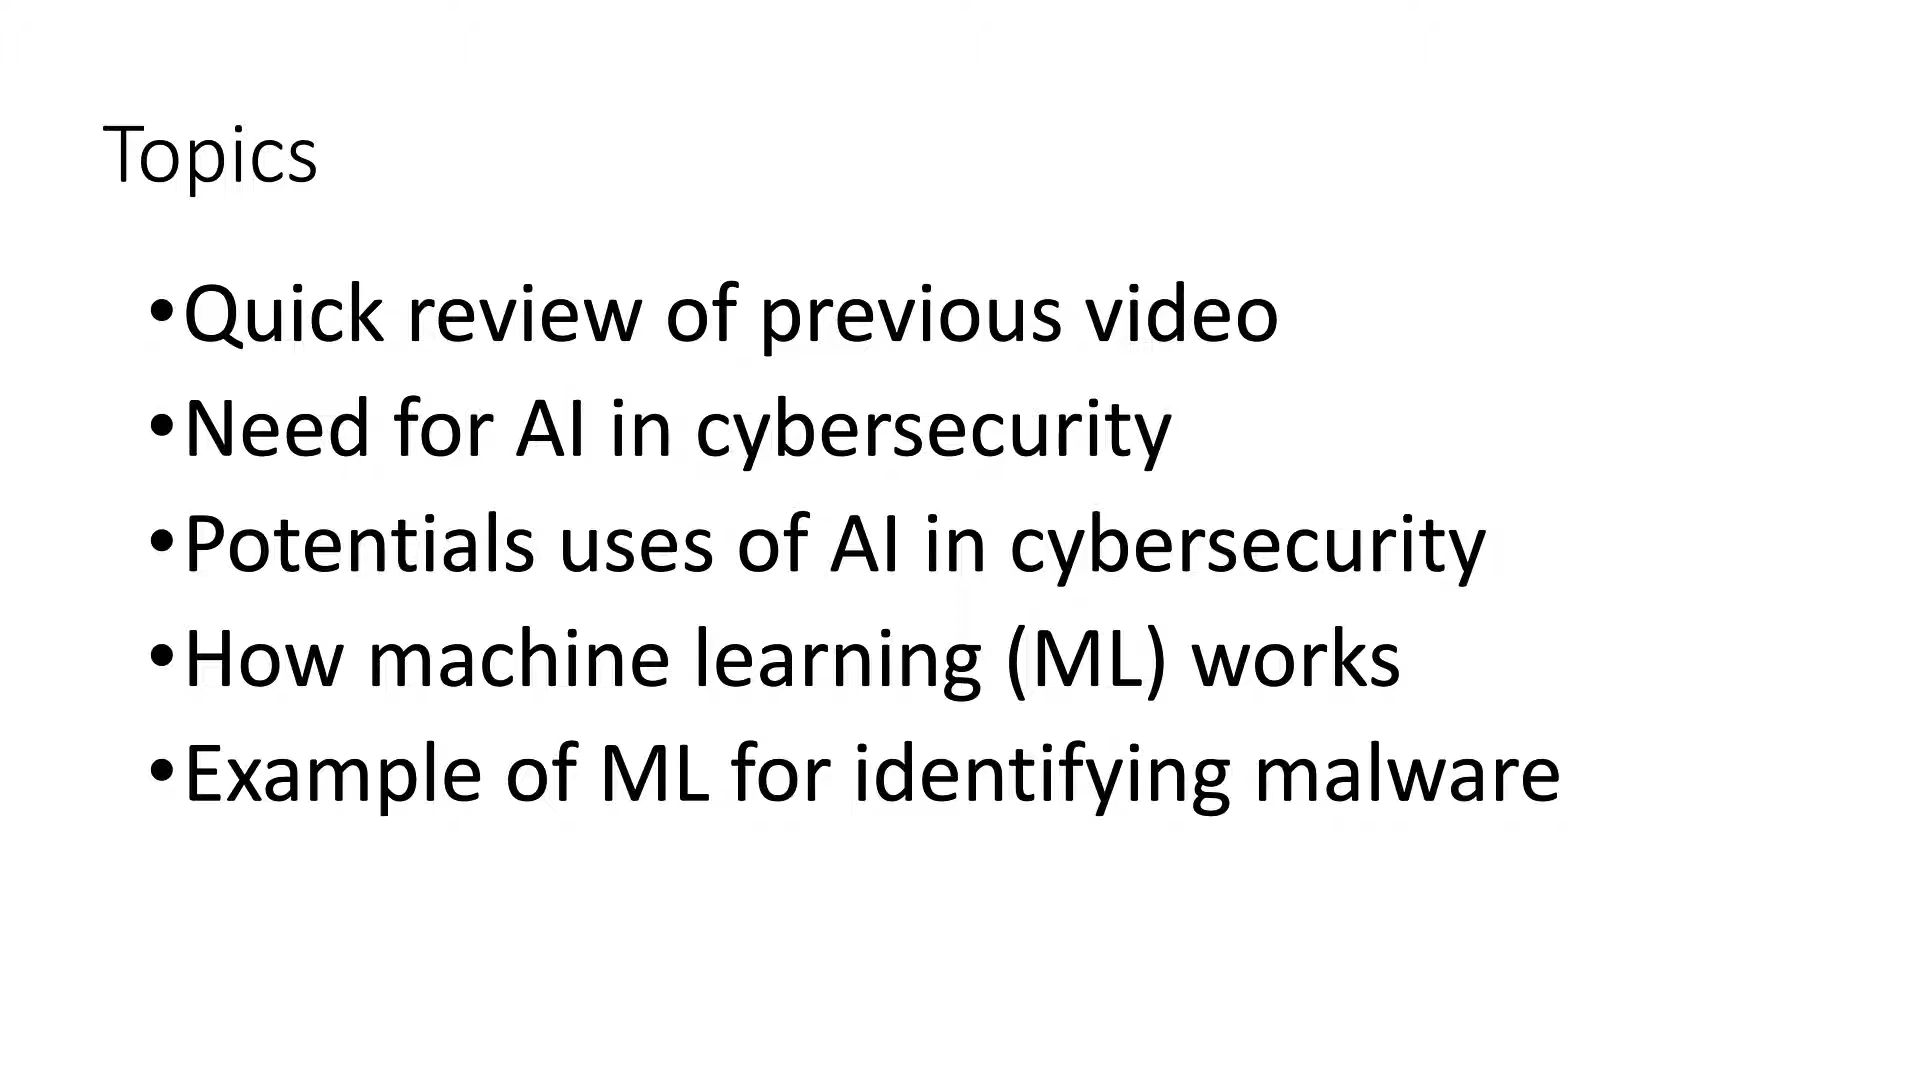 Topics
•Quick review of previous video
•Need for AI in cybersecurity
•Potentials uses of AI in cybersecurity
•How machine learning (ML) works
•Example of ML for identifying malware